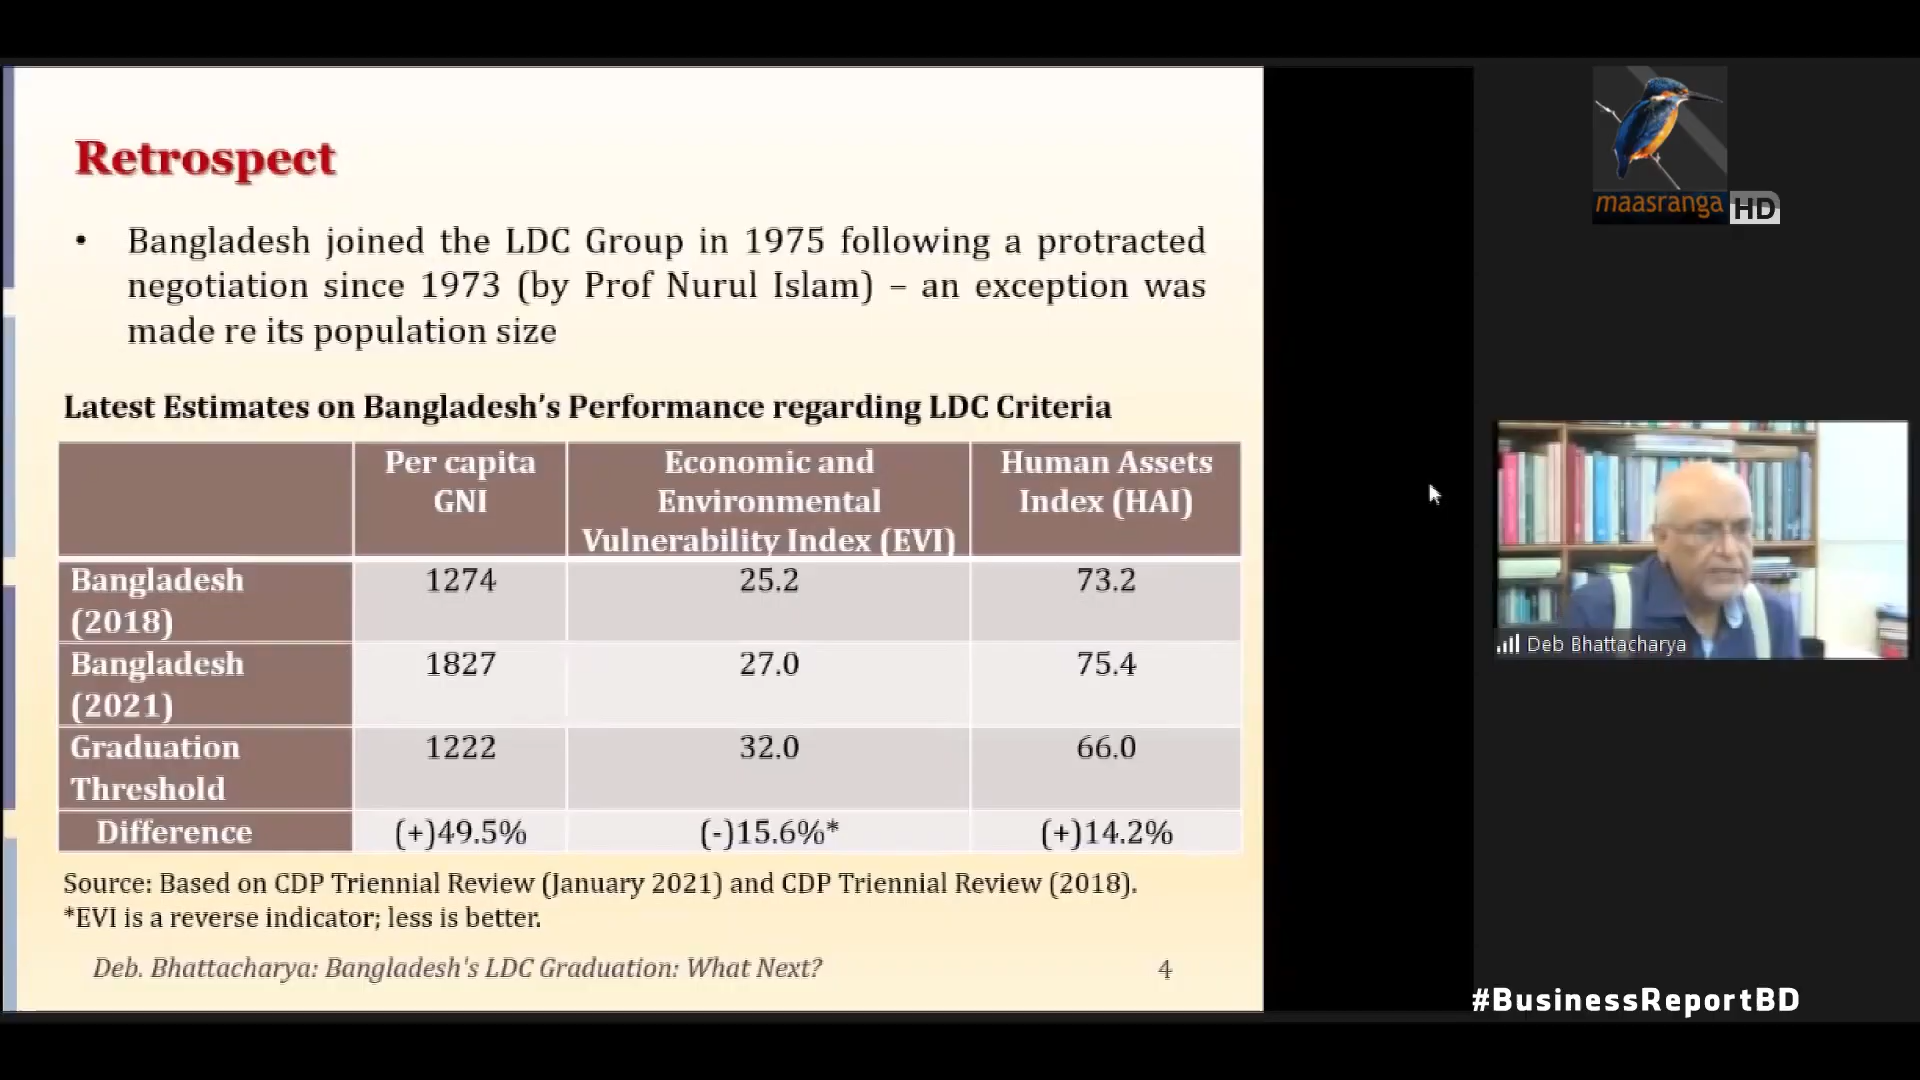 Retrospect
• Bangladesh joined the LDC Group in 1975 following a protracted
negotiation since 1973 (by Prof Nurul Islam) – an exception was
made re its population size
Latest Estimates on Bangladesh's Performance regarding LDC Criteria
Per capita GNI
Economic and Environmental Vulnerability Index (EVI)
Human Assets Index (HAI)
Bangladesh (2018) 1274 25.2 73.2
Bangladesh (2021) 1827 27.0 75.4
Graduation Threshold 1222 32.0 66.0
Difference (+)49.5% (-)15.6%* (+)14.2%
Source: Based on CDP Triennial Review (January 2021) and CDP Triennial Review (2018).
*EVI is a reverse indicator; less is better.
Deb. Bhattacharya: Bangladesh's LDC Graduation: What Next? 4
maasranga HD
Deb Bhattacharya
#BusinessReportBD